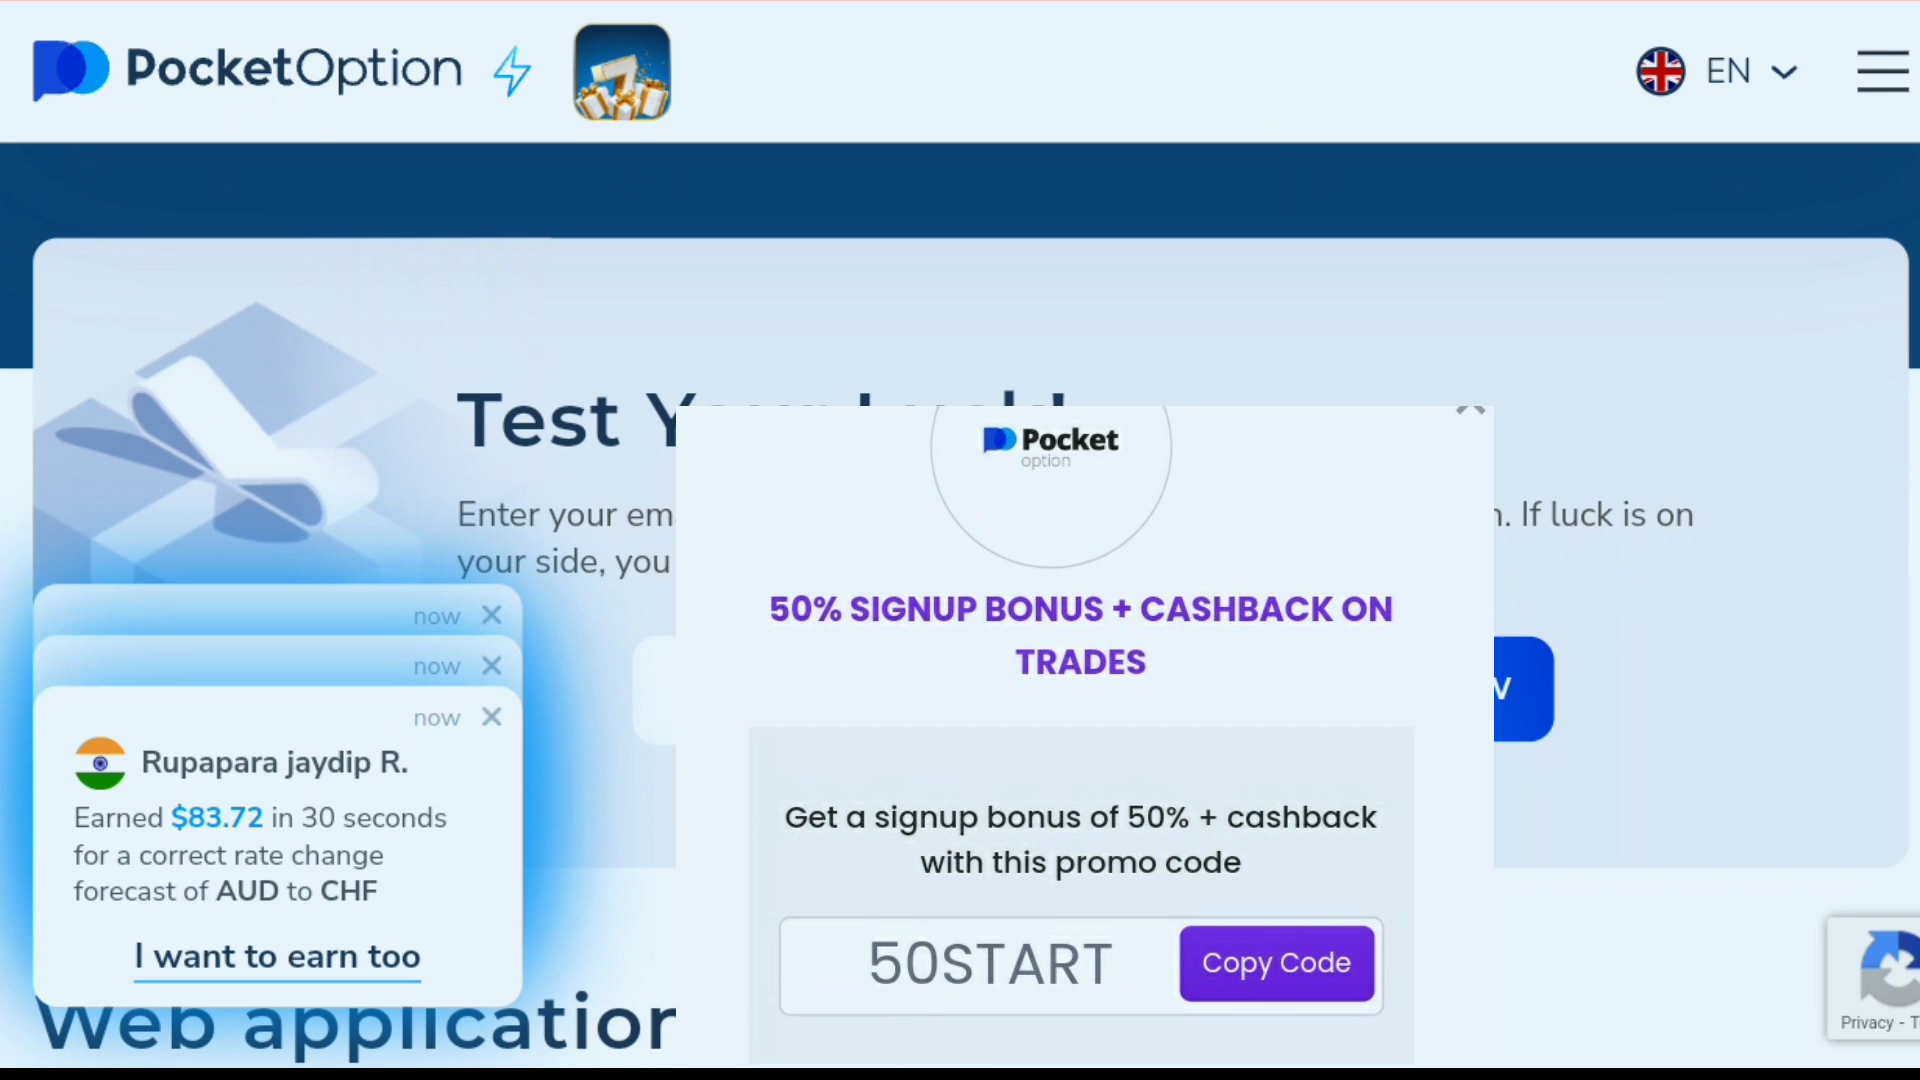 PocketOption
EN
Test
Enter your em
n. If luck is on
your side, you
now
now
now
Rupapara jaydip R.
Earned $83.72 in 30 seconds
for a correct rate change
forecast of AUD to CHF
I want to earn too
Web application
Pocket
option
50% SIGNUP BONUS + CASHBACK ON
TRADES
Get a signup bonus of 50% + cashback
with this promo code
50START
Copy Code
Privacy - T